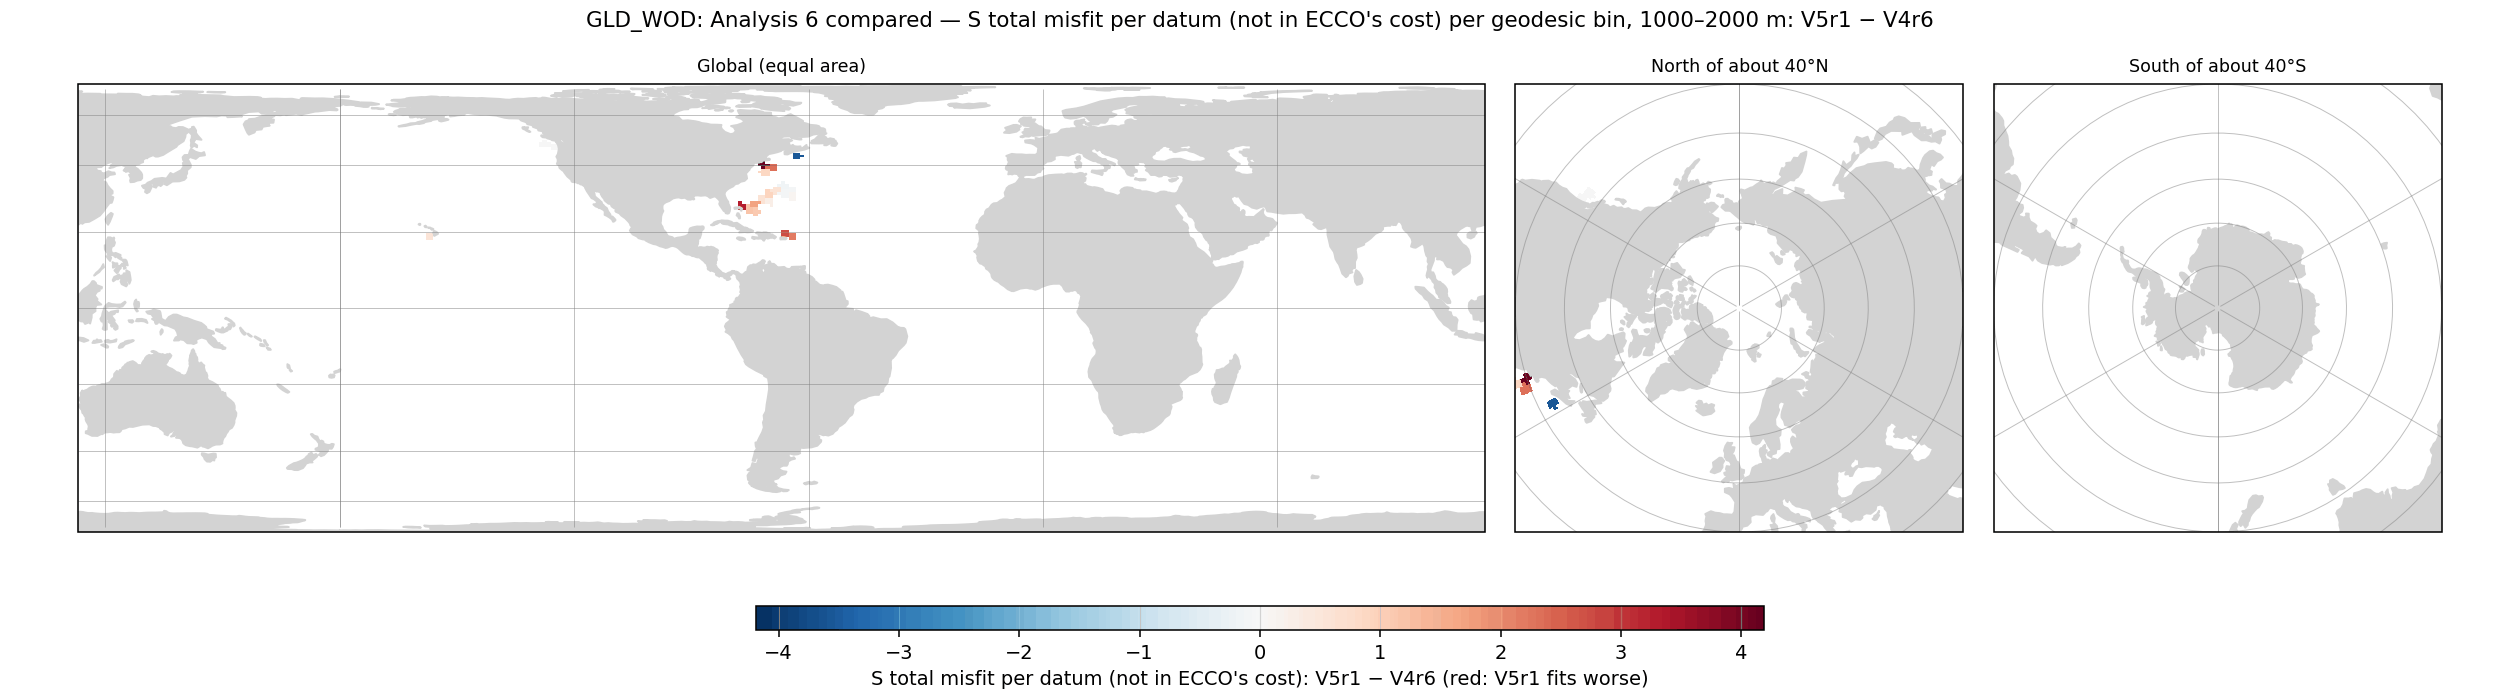 GLD_WOD: Analysis 6 compared — S total misfit per datum (not in ECCO's cost) per geodesic bin, 1000–2000 m: V5r1 − V4r6
Global (equal area)
North of about 40°N
South of about 40°S
−4 −3 −2 −1 0 1 2 3 4
S total misfit per datum (not in ECCO's cost): V5r1 − V4r6 (red: V5r1 fits worse)